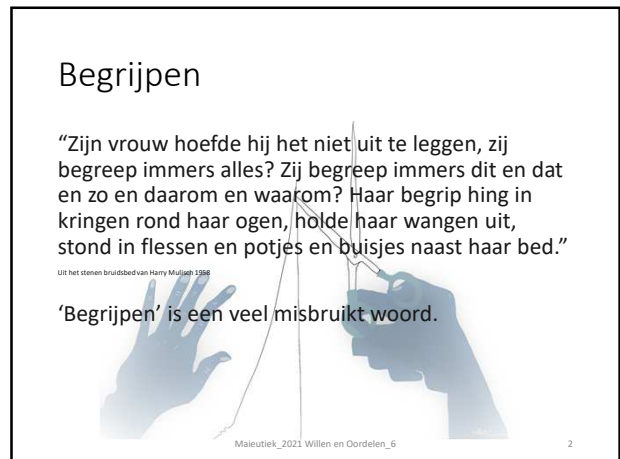 Begrijpen
“Zijn vrouw hoefde hij het niet uit te leggen, zij
begreep immers alles? Zij begreep immers dit en dat
en zo en daarom en waarom? Haar begrip hing in
kringen rond haar ogen, holde haar wangen uit,
stond in flessen en potjes en buisjes naast haar bed.”
Uit het stenen bruidsbed van Harry Mulisch 1958
‘Begrijpen’ is een veel misbruikt woord.
Maieutiek_2021 Willen en Oordelen_6
2